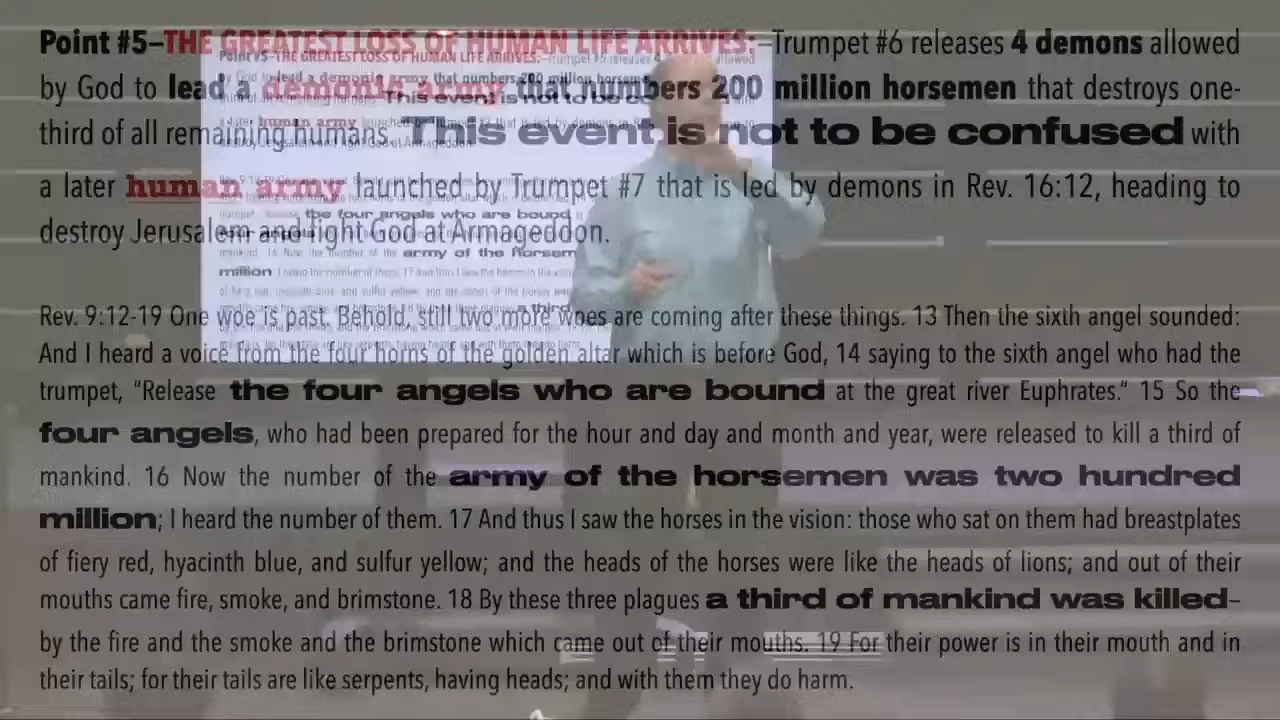 Point #5–THE GREATEST LOSS OF HUMAN LIFE ARRIVES:–Trumpet #6 releases 4 demons allowed
by God to lead a demonic army that numbers 200 million horsemen that destroys one-
third of all remaining humans. This event is not to be confused with
a later human army launched by Trumpet #7 that is led by demons in Rev. 16:12, heading to
destroy Jerusalem and fight God at Armageddon.
Rev. 9:12-19 One woe is past. Behold, still two more woes are coming after these things. 13 Then the sixth angel sounded:
And I heard a voice from the four horns of the golden altar which is before God, 14 saying to the sixth angel who had the
trumpet, “Release the four angels who are bound at the great river Euphrates.“ 15 So the
four angels, who had been prepared for the hour and day and month and year, were released to kill a third of
mankind. 16 Now the number of the army of the horsemen was two hundred
million; I heard the number of them. 17 And thus I saw the horses in the vision: those who sat on them had breastplates
of fiery red, hyacinth blue, and sulfur yellow; and the heads of the horses were like the heads of lions; and out of their
mouths came fire, smoke, and brimstone. 18 By these three plagues a third of mankind was killed–
by the fire and the smoke and the brimstone which came out of their mouths. 19 For their power is in their mouth and in
their tails; for their tails are like serpents, having heads; and with them they do harm.